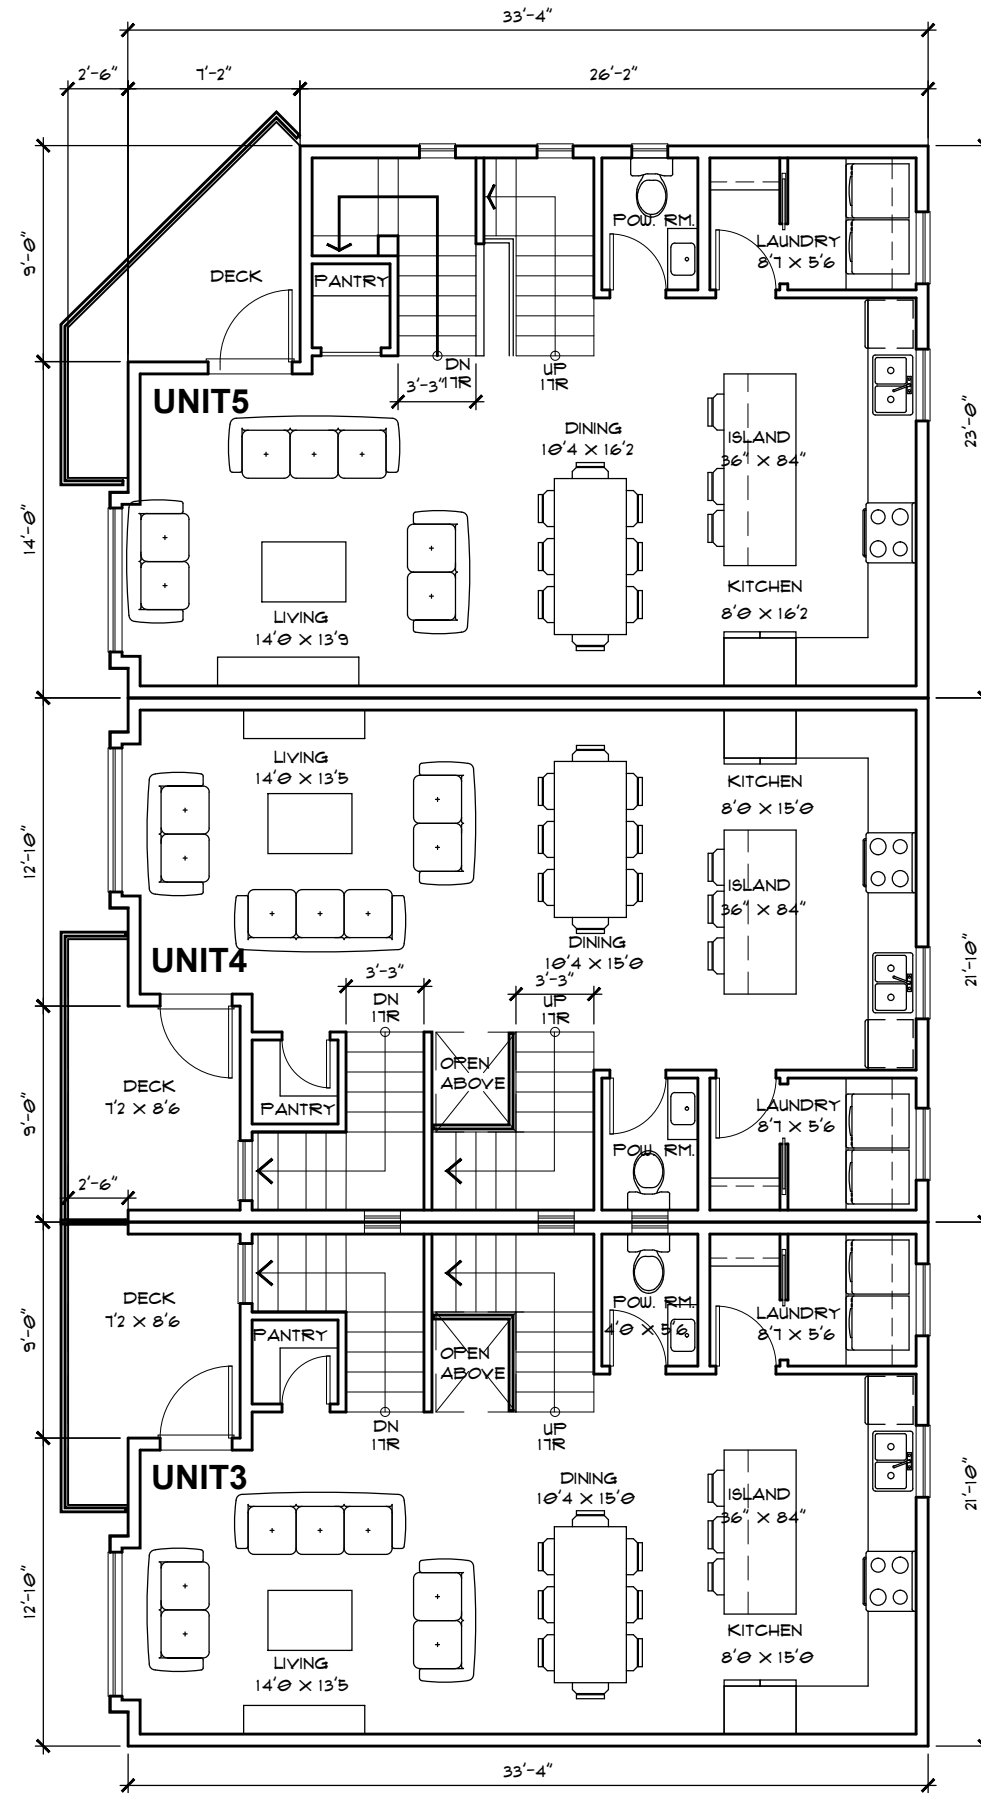 33'-4"
2'-6"
7'-2"
26'-2"
9'-0"
POW. RM.
LAUNDRY
8'7 X 5'6
DECK
PANTRY
DN
17R
UP
17R
3'-3"
UNIT5
23'-0"
DINING
10'4 X 16'2
ISLAND
36" X 84"
14'-0"
KITCHEN
8'0 X 16'2
LIVING
14'0 X 13'9
LIVING
14'0 X 13'5
KITCHEN
8'0 X 15'0
12'-10"
ISLAND
36" X 84"
UNIT4
DINING
10'4 X 15'0
3'-3"
3'-3"
DN
17R
UP
17R
21'-10"
OPEN
ABOVE
DECK
7'2 X 8'6
PANTRY
9'-0"
LAUNDRY
8'7 X 5'6
POW. RM.
2'-6"
DECK
7'2 X 8'6
POW. RM.
4'0 X 5'6
LAUNDRY
8'7 X 5'6
9'-0"
PANTRY
OPEN
ABOVE
DN
17R
UP
17R
UNIT3
DINING
10'4 X 15'0
ISLAND
36" X 84"
21'-10"
12'-10"
KITCHEN
8'0 X 15'0
LIVING
14'0 X 13'5
33'-4"